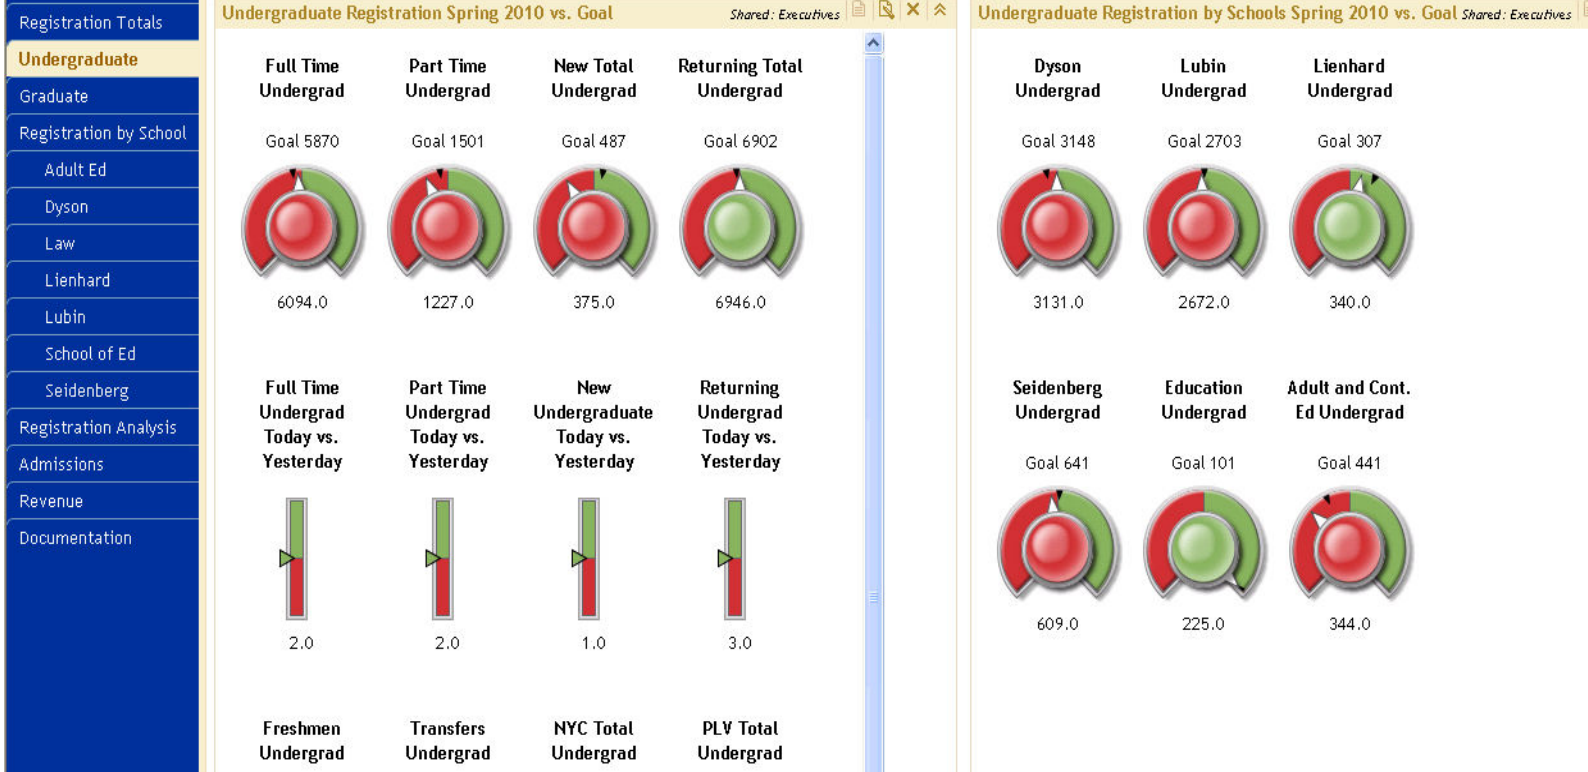 Registration Totals
Undergraduate
Graduate
Registration by School
Adult Ed
Dyson
Law
Lienhard
Lubin
School of Ed
Seidenberg
Registration Analysis
Admissions
Revenue
Documentation
Undergraduate Registration Spring 2010 vs. Goal Shared : Executives
Full Time Part Time New Total Returning Total
Undergrad Undergrad Undergrad Undergrad
Goal 5870 Goal 1501 Goal 487 Goal 6902
6094.0 1227.0 375.0 6946.0
Full Time Part Time New Returning
Undergrad Undergrad Undergraduate Undergrad
Today vs. Today vs. Today vs. Today vs.
Yesterday Yesterday Yesterday Yesterday
2.0 2.0 1.0 3.0
Freshmen Transfers NYC Total PLV Total
Undergrad Undergrad Undergrad Undergrad
Undergraduate Registration by Schools Spring 2010 vs. Goal Shared : Executives
Dyson Lubin Lienhard
Undergrad Undergrad Undergrad
Goal 3148 Goal 2703 Goal 307
3131.0 2672.0 340.0
Seidenberg Education Adult and Cont.
Undergrad Undergrad Ed Undergrad
Goal 641 Goal 101 Goal 441
609.0 225.0 344.0